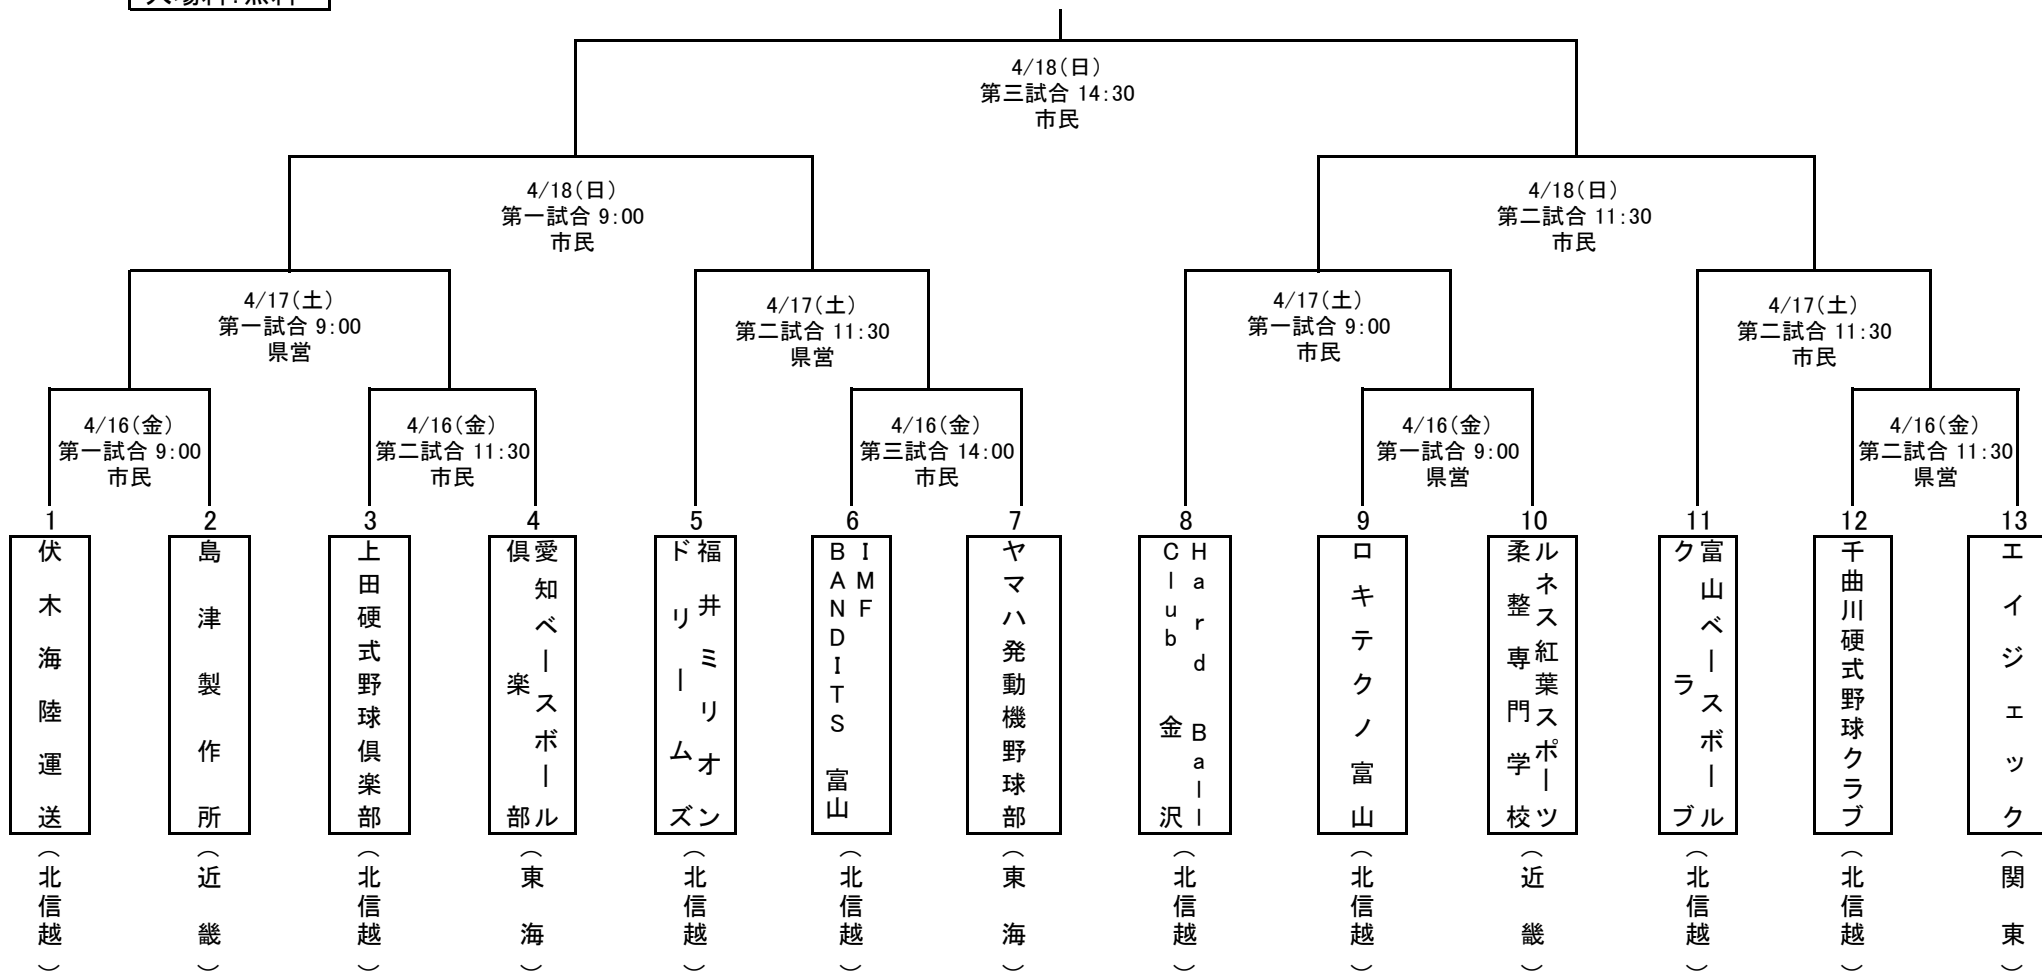 入場料:無料
4/18(日)
第三試合 14:30
市民
4/18(日)
第一試合 9:00
市民
4/18(日)
第二試合 11:30
市民
4/17(土)
第一試合 9:00
県営
4/17(土)
第二試合 11:30
県営
4/17(土)
第一試合 9:00
市民
4/17(土)
第二試合 11:30
市民
4/16(金)
第一試合 9:00
市民
4/16(金)
第二試合 11:30
市民
4/16(金)
第三試合 14:00
市民
4/16(金)
第一試合 9:00
県営
4/16(金)
第二試合 11:30
県営
1
伏木海陸運送
(北信越)
2
島津製作所
(近畿)
3
上田硬式野球倶楽部
(北信越)
4
愛知ベースボール
倶楽部
(東海)
5
福井ミリオン
ドリームズ
(北信越)
6
IMF
BANDITS 富山
(北信越)
7
ヤマハ発動機野球部
(東海)
8
Hard Ball
Club 金沢
(北信越)
9
ロキテクノ富山
(北信越)
10
ルネス紅葉スポーツ
柔整専門学校
(近畿)
11
富山ベースボール
クラブ
(北信越)
12
千曲川硬式野球クラブ
(北信越)
13
エイジェック
(関東)